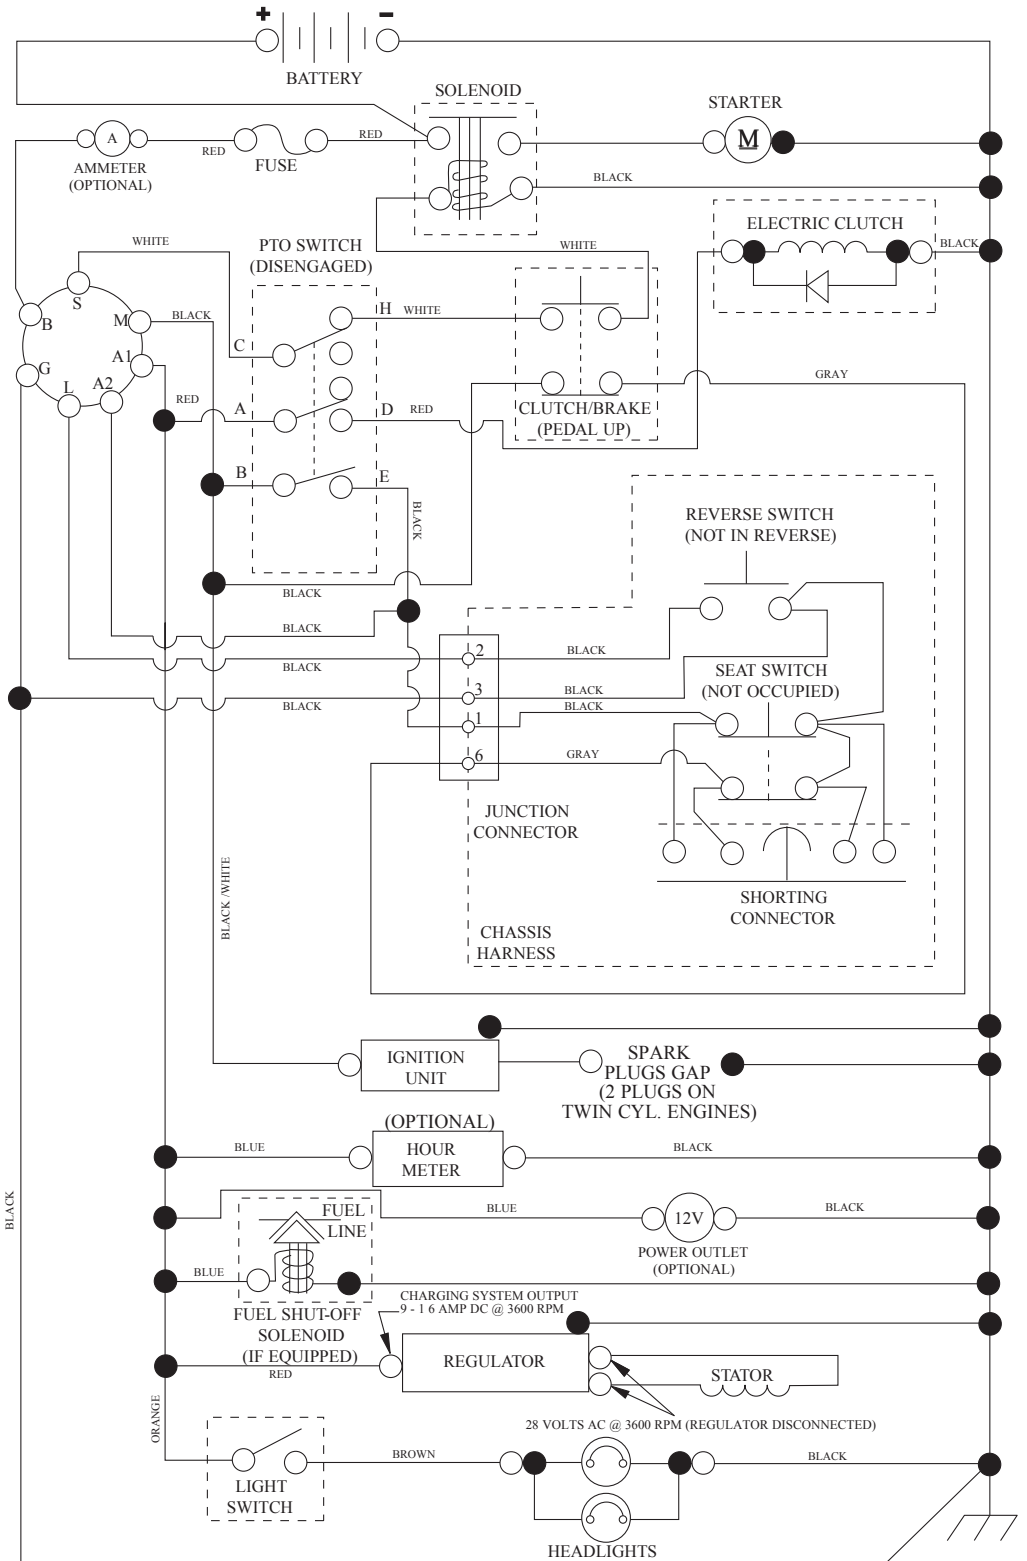 +
–
BATTERY
SOLENOID
STARTER
M
A
RED
FUSE
RED
AMMETER
(OPTIONAL)
BLACK
ELECTRIC CLUTCH
BLACK
WHITE
PTO SWITCH
(DISENGAGED)
WHITE
S
B
M
BLACK
G
A1
L
A2
C
H
WHITE
RED
A
D
RED
CLUTCH/BRAKE
(PEDAL UP)
GRAY
B
E
BLACK
REVERSE SWITCH
(NOT IN REVERSE)
BLACK
BLACK
BLACK
BLACK
2
BLACK
SEAT SWITCH
(NOT OCCUPIED)
3
BLACK
BLACK
1
6
GRAY
JUNCTION
CONNECTOR
SHORTING
CONNECTOR
CHASSIS
HARNESS
BLACK /WHITE
IGNITION
UNIT
SPARK
PLUGS GAP
(2 PLUGS ON
TWIN CYL. ENGINES)
(OPTIONAL)
BLUE
HOUR
METER
BLACK
BLACK
BLUE
12V
BLACK
POWER OUTLET
(OPTIONAL)
FUEL
LINE
BLUE
FUEL SHUT-OFF
SOLENOID
(IF EQUIPPED)
CHARGING SYSTEM OUTPUT
9 - 1 6 AMP DC @ 3600 RPM
RED
REGULATOR
STATOR
28 VOLTS AC @ 3600 RPM (REGULATOR DISCONNECTED)
ORANGE
LIGHT
SWITCH
BROWN
BLACK
HEADLIGHTS